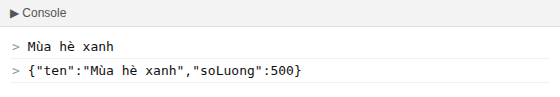 ▶ Console
> Mùa hè xanh
> {"ten":"Mùa hè xanh","soLuong":500}